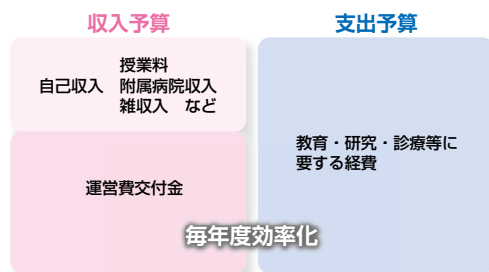 収入予算
支出予算
授業料
自己収入 附属病院収入
雑収入 など
運営費交付金
教育・研究・診療等に
要する経費
毎年度効率化